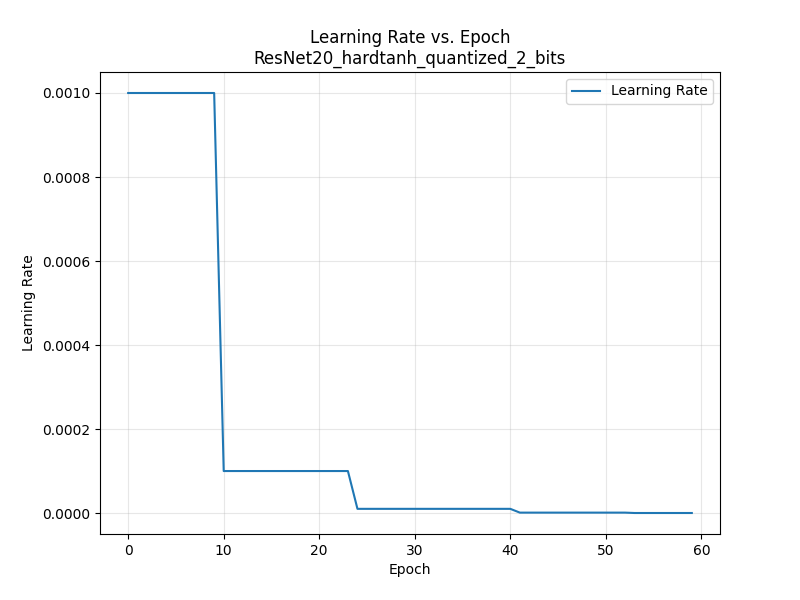 Learning Rate vs. Epoch
ResNet20_hardtanh_quantized_2_bits
Learning Rate
0.0010
0.0008
0.0006
0.0004
0.0002
0.0000
Learning Rate
0 10 20 30 40 50 60
Epoch